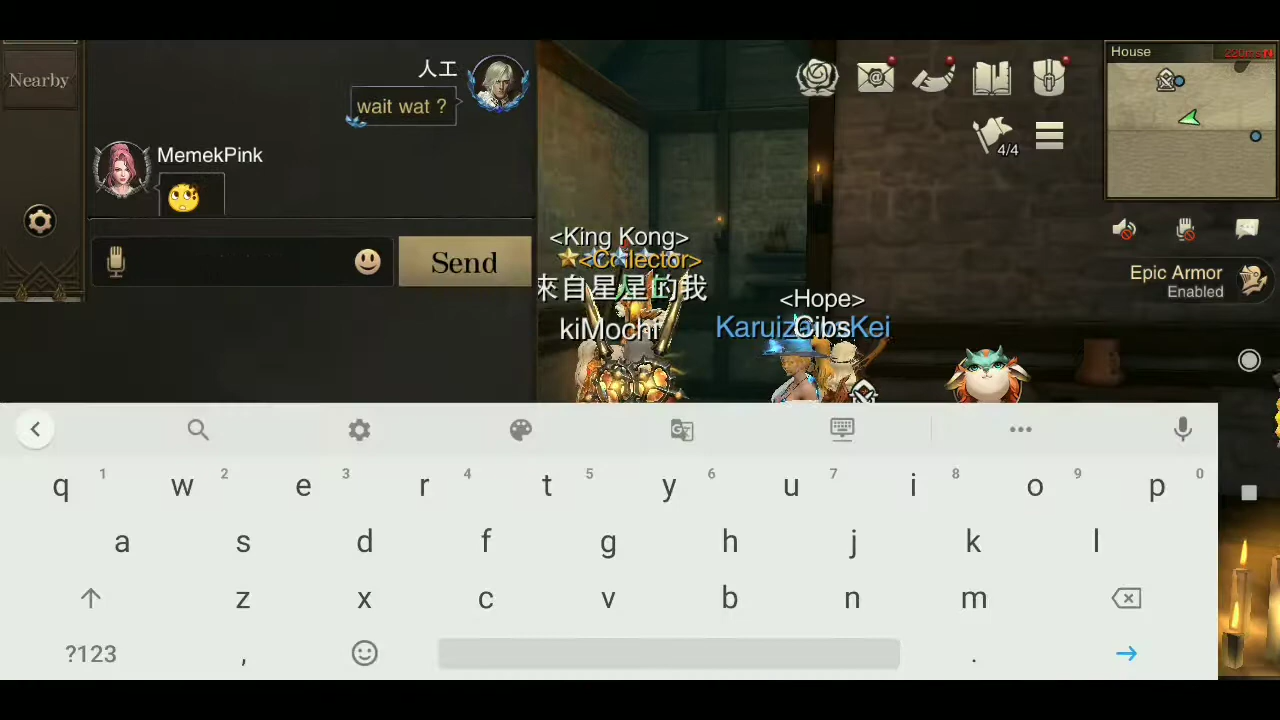 Nearby
人工
wait wat ?
MemekPink
Send
House
4/4
<King Kong>
<Collector>
來自星星的我
kiMochi
<Hope>
Cibs
Epic Armor
Enabled
q 1 w 2 e 3 r 4 t 5 y 6 u 7 i 8 o 9 p 0
a s d f g h j k l
z x c v b n m
?123 , .